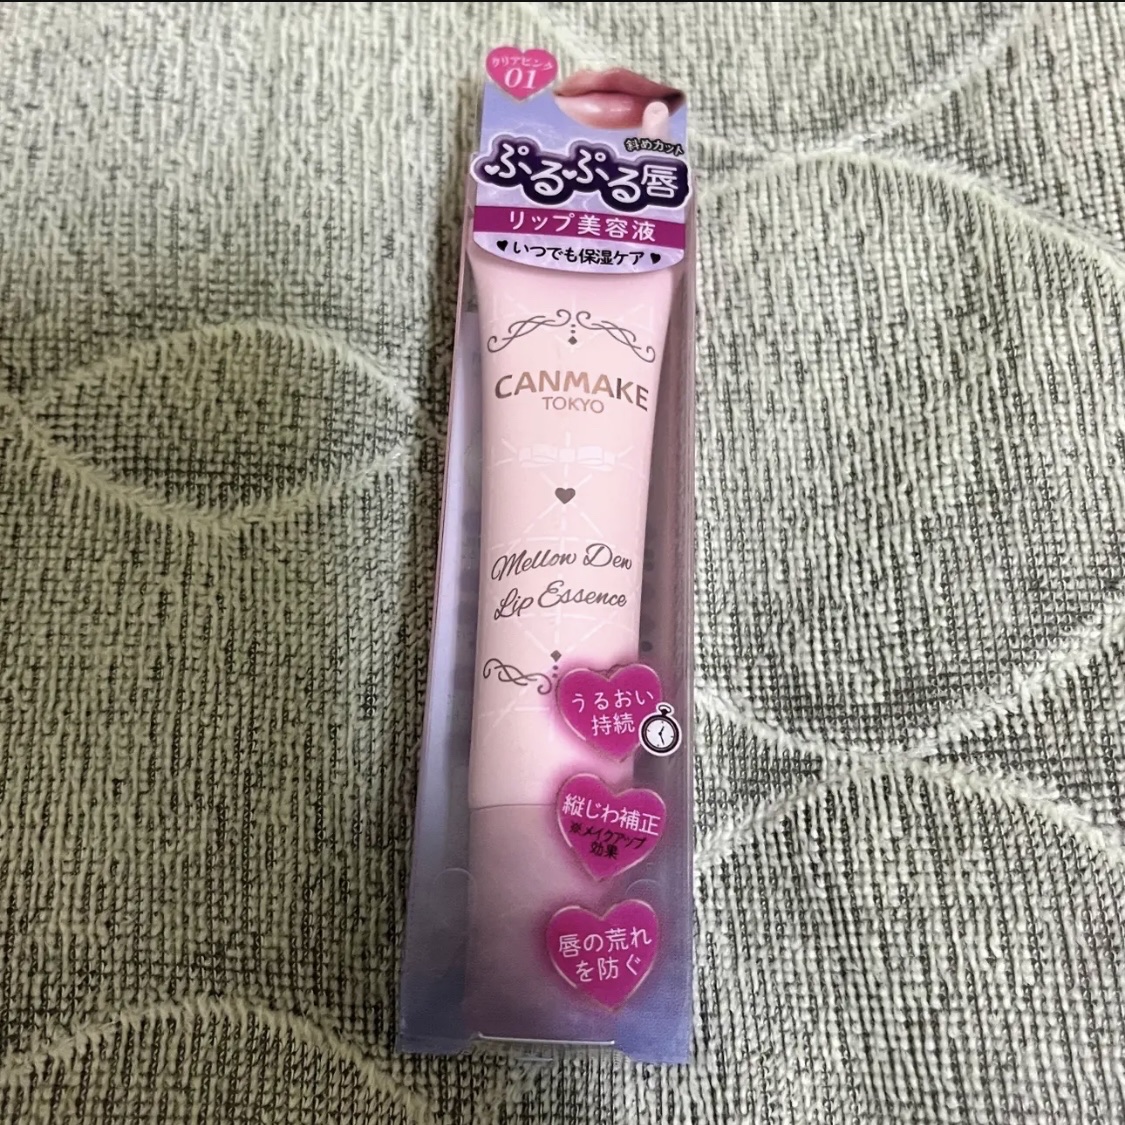 クリアピンク
01
斜めカット
ぷるぷる唇
リップ美容液
いつでも保湿ケア
CANMAKE
TOKYO
Mellow Dew
Lip Essence
うるおい
持続
縦じわ補正
※メイクアップ
効果
唇の荒れ
を防ぐ